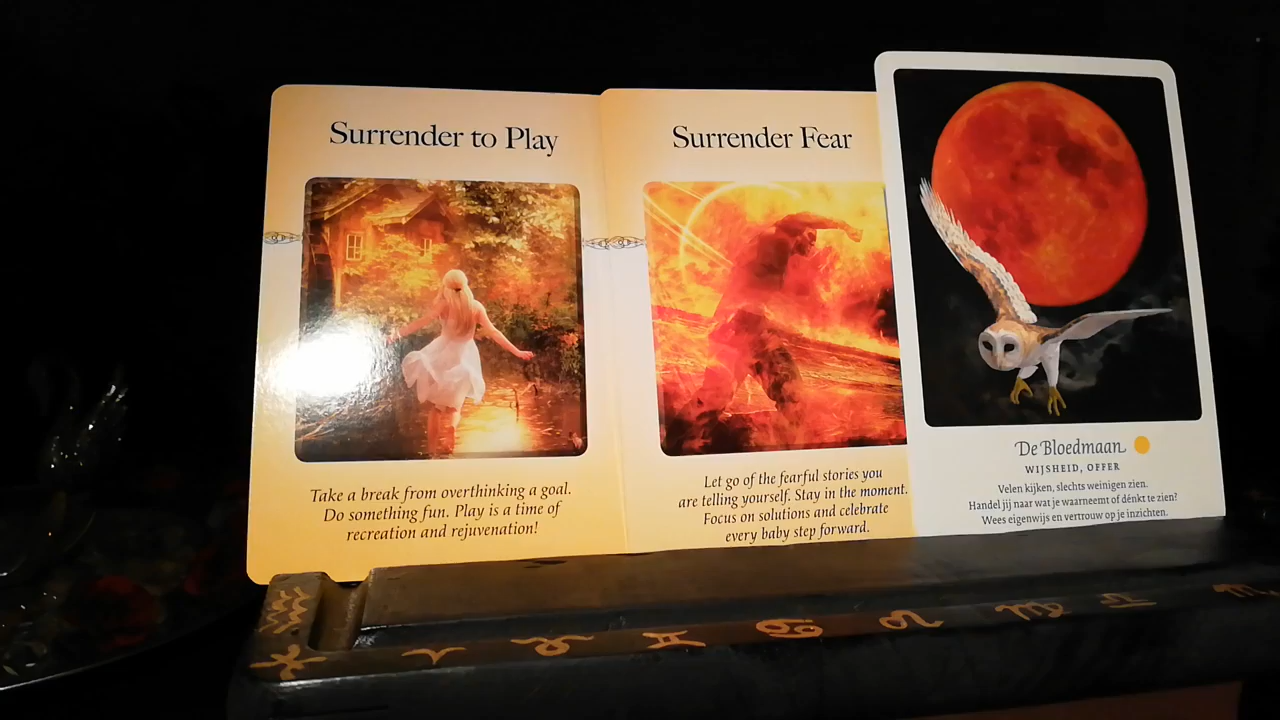 Surrender to Play
Take a break from overthinking a goal.
Do something fun. Play is a time of
recreation and rejuvenation!
Surrender Fear
Let go of the fearful stories you
are telling yourself. Stay in the moment.
Focus on solutions and celebrate
every baby step forward.
De Bloedmaan
WIJSHEID, OFFER
Velen kijken, slechts weinigen zien.
Handel jij naar wat je waarneemt of dénkt te zien?
Wees eigenwijs en vertrouw op je inzichten.